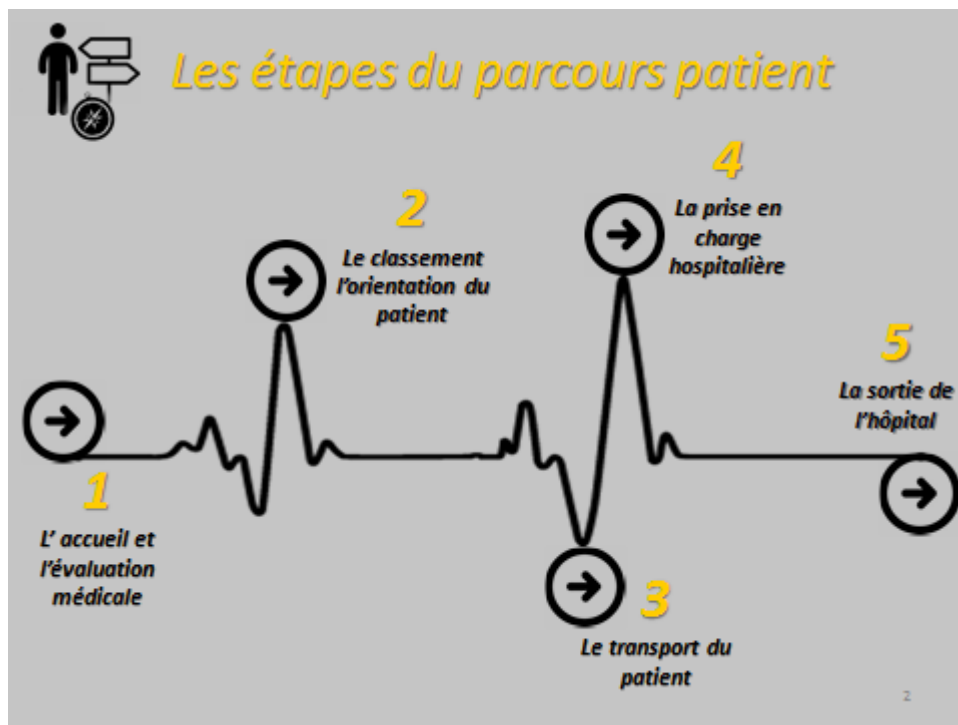 Les étapes du parcours patient
1
L' accueil et
l'évaluation
médicale
2
Le classement
l'orientation du
patient
3
Le transport du
patient
4
La prise en
charge
hospitalière
5
La sortie de
l'hôpital
2